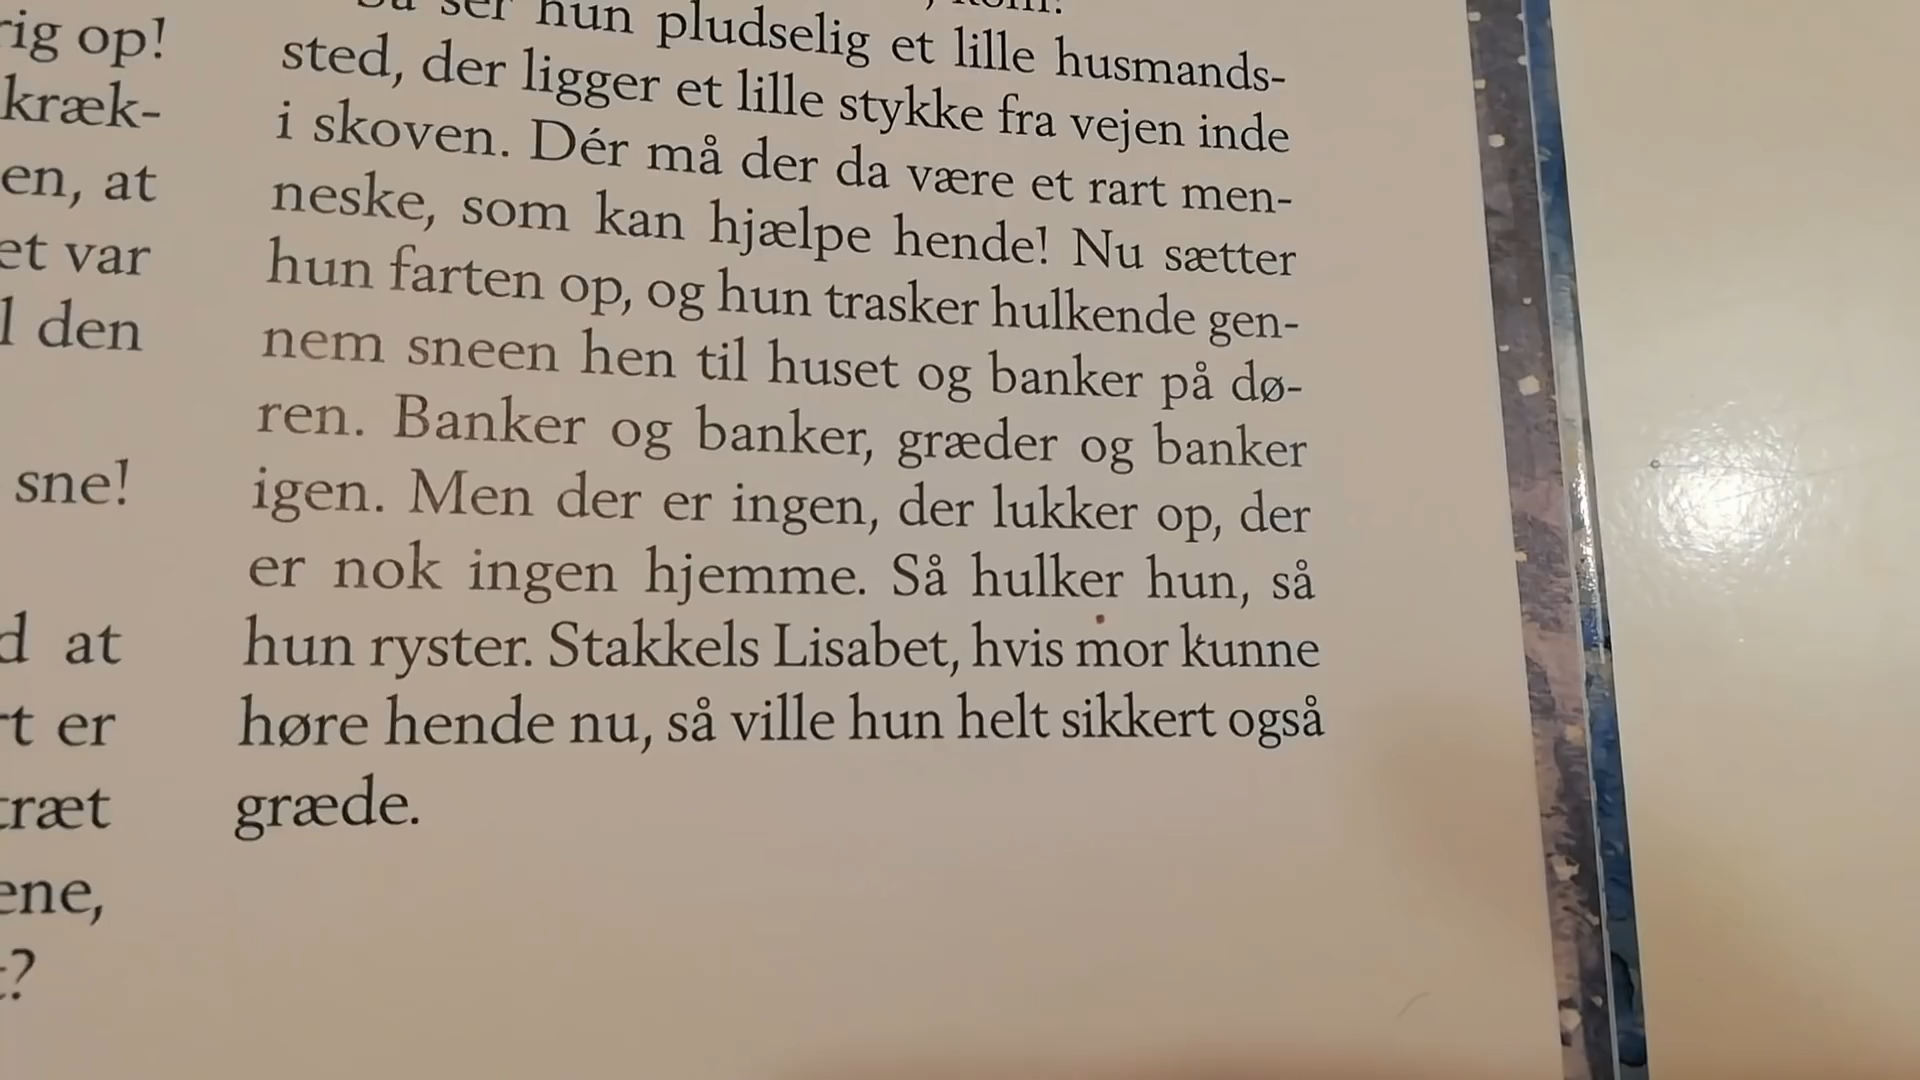 rig op!
kræk-
en, at
et var
l den
sne!
d at
t er
træt
ene,
?
kom!
Så ser hun pludselig et lille husmands-
sted, der ligger et lille stykke fra vejen inde
i skoven. Dér må der da være et rart men-
neske, som kan hjælpe hende! Nu sætter
hun farten op, og hun trasker hulkende gen-
nem sneen hen til huset og banker på dø-
ren. Banker og banker, græder og banker
igen. Men der er ingen, der lukker op, der
er nok ingen hjemme. Så hulker hun, så
hun ryster. Stakkels Lisabet, hvis mor kunne
høre hende nu, så ville hun helt sikkert også
græde.